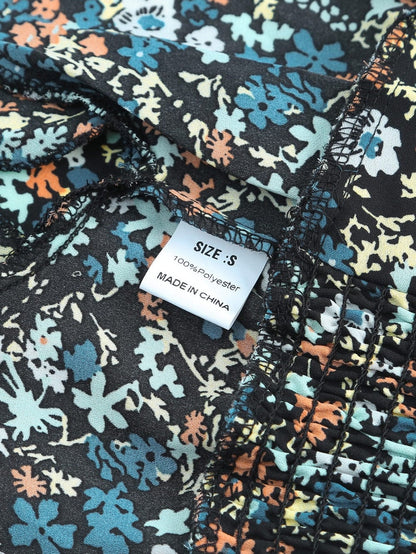 SIZE :S
100%Polyester
MADE IN CHINA